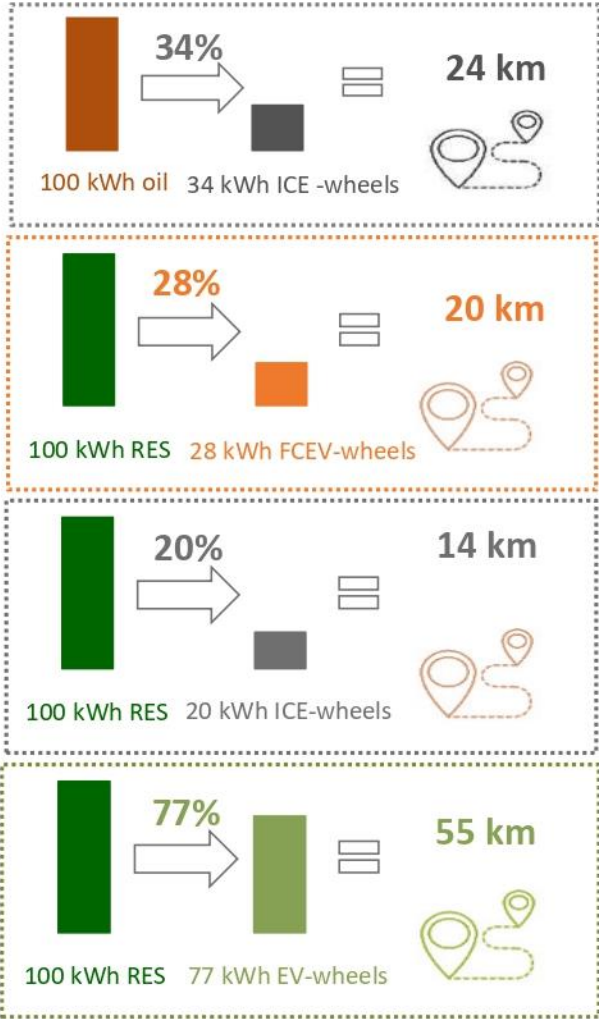 34%
24 km
100 kWh oil 34 kWh ICE -wheels
28%
20 km
100 kWh RES 28 kWh FCEV-wheels
20%
14 km
100 kWh RES 20 kWh ICE-wheels
77%
55 km
100 kWh RES 77 kWh EV-wheels